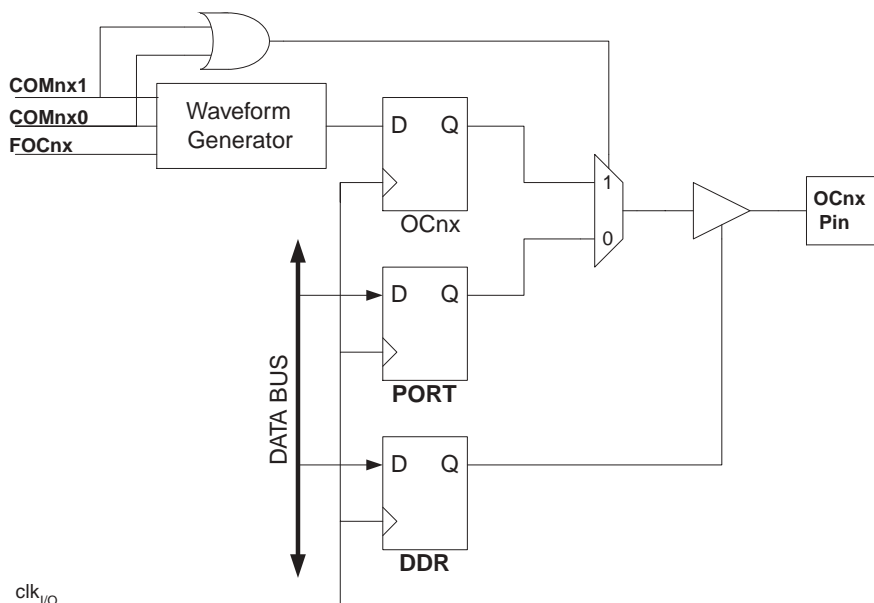 COMnx1
COMnx0
FOCnx
Waveform
Generator
D Q
OCnx
1
0
OCnx
Pin
D Q
PORT
DATA BUS
D Q
DDR
clkI/O